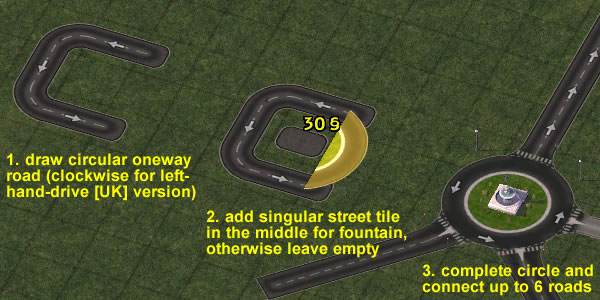 30 §
1. draw circular oneway
road (clockwise for left-
hand-drive [UK] version)
2. add singular street tile
in the middle for fountain,
otherwise leave empty
3. complete circle and
connect up to 6 roads